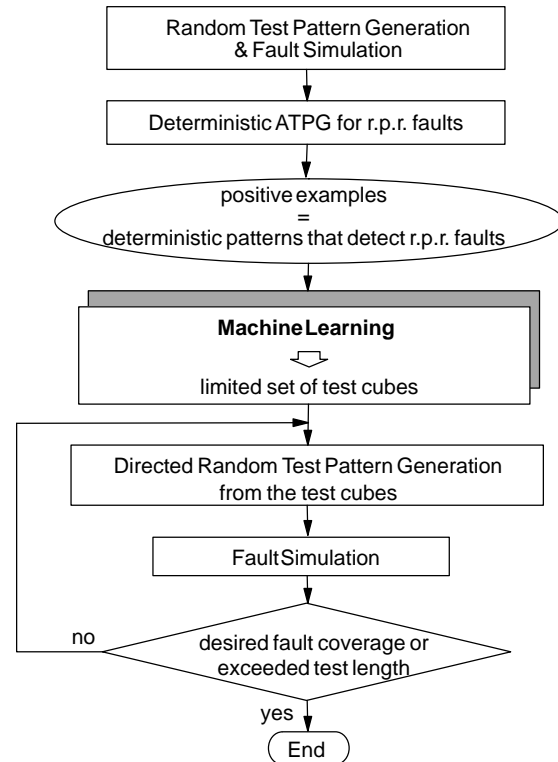 Random Test Pattern Generation
& Fault Simulation
Deterministic ATPG for r.p.r. faults
positive examples
=
deterministic patterns that detect r.p.r. faults
Machine Learning
limited set of test cubes
Directed Random Test Pattern Generation
from the test cubes
Fault Simulation
no
desired fault coverage or
exceeded test length
yes
End